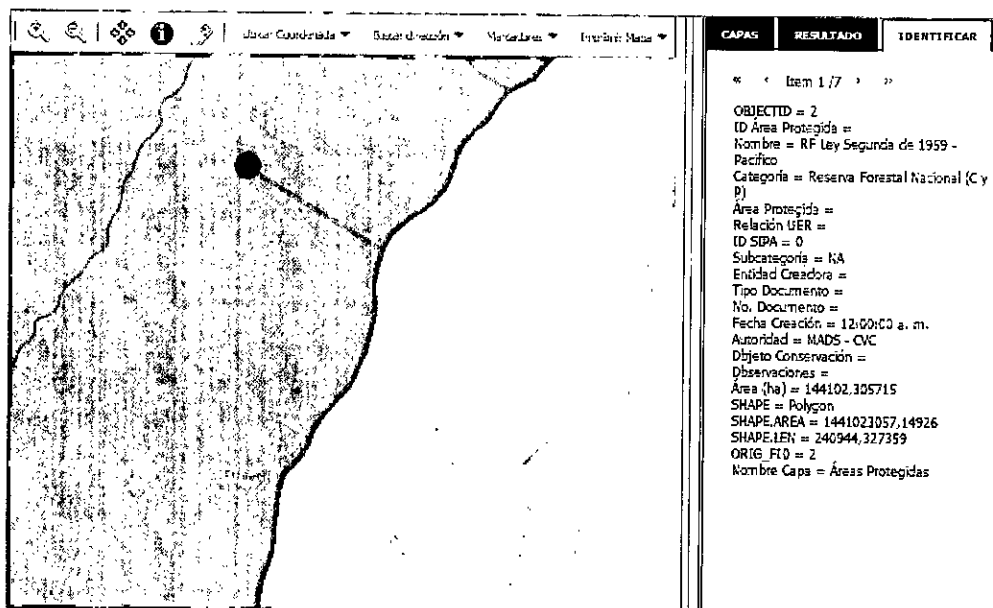 Ubicar Coordenada Buscar dirección Marcadores Imprimir Mapa
CAPAS RESULTADO IDENTIFICAR
« ‹ Item 1 /7 › »
OBJECTID = 2
ID Área Protegida =
Nombre = RF Ley Segunda de 1959 -
Pacifico
Categoría = Reserva Forestal Nacional (C y
P)
Área Protegida =
Relación UER =
ID SIPA = 0
Subcategoría = NA
Entidad Creadora =
Tipo Documento =
No. Documento =
Fecha Creación = 12:00:00 a. m.
Autoridad = MADS - CVC
Objeto Conservación =
Observaciones =
Área (ha) = 144102,305715
SHAPE = Polygon
SHAPE.AREA = 1441023057,14926
SHAPE.LEN = 240944,327359
ORIG_FID = 2
Nombre Capa = Áreas Protegidas